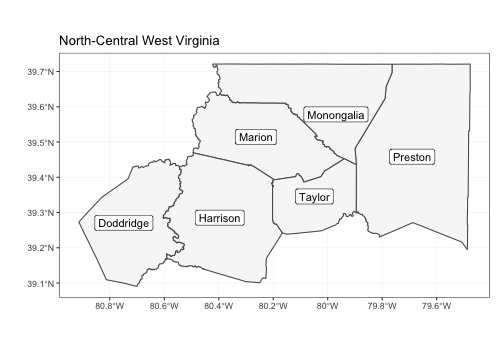 North-Central West Virginia
39.7°N
39.6°N
39.5°N
39.4°N
39.3°N
39.2°N
39.1°N
Monongalia
Marion
Preston
Taylor
Harrison
Doddridge
80.8°W 80.6°W 80.4°W 80.2°W 80°W 79.8°W 79.6°W